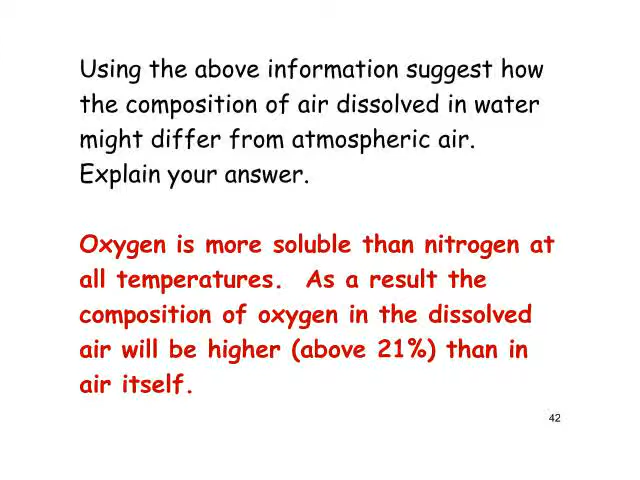 Using the above information suggest how
the composition of air dissolved in water
might differ from atmospheric air.
Explain your answer.
Oxygen is more soluble than nitrogen at
all temperatures.  As a result the
composition of oxygen in the dissolved
air will be higher (above 21%) than in
air itself.
42